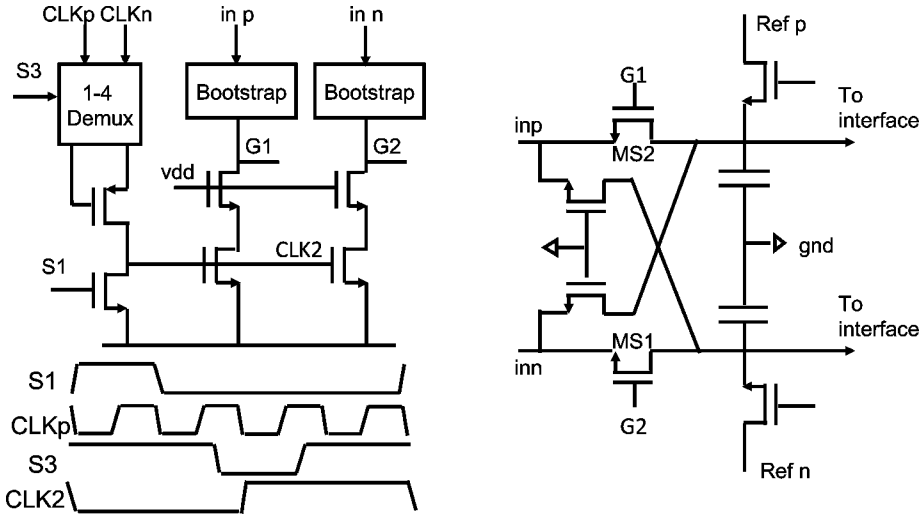 CLKp CLKn
in p
in n
S3
1-4
Demux
Bootstrap
Bootstrap
G1
G2
vdd
CLK2
S1
S1
CLKp
S3
CLK2
Ref p
G1
To
interface
inp
MS2
gnd
To
interface
MS1
inn
G2
Ref n